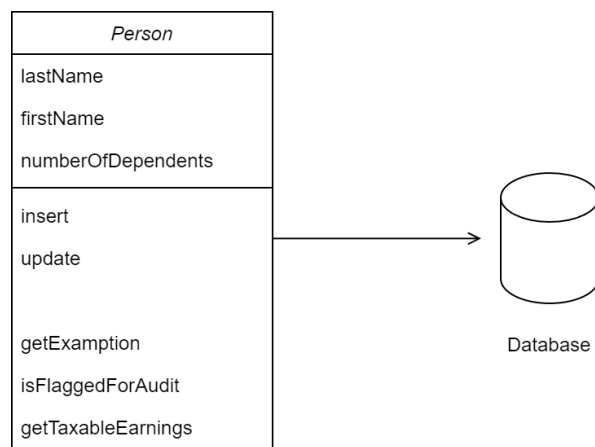 Person
lastName
firstName
numberOfDependents
insert
update
getExamption
isFlaggedForAudit
getTaxableEarnings
Database